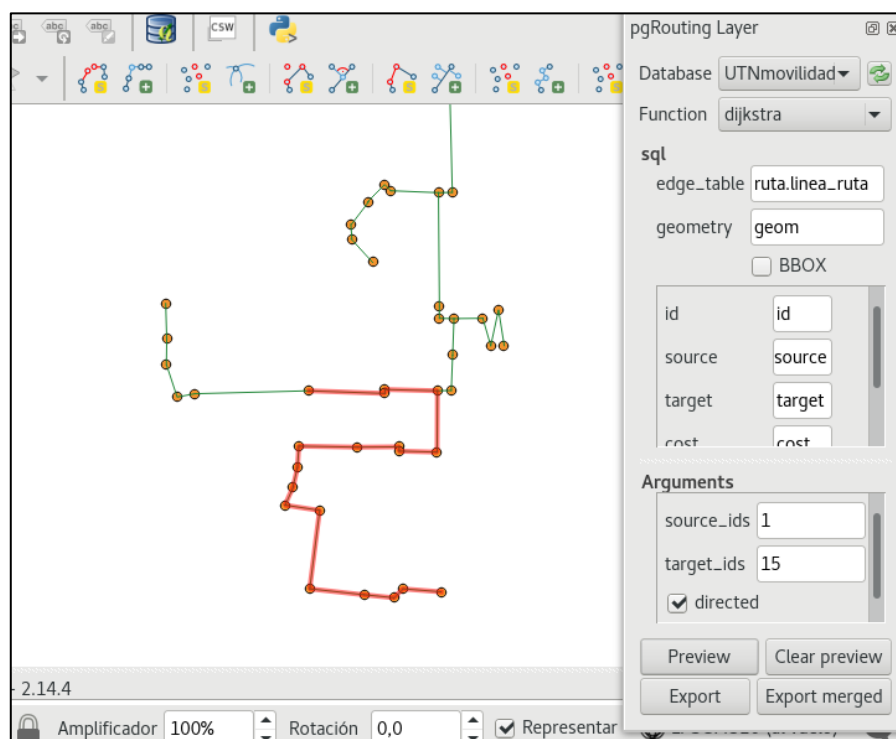 abc
abc
CSW
pgRouting Layer
Database UTNmovilidad
Function dijkstra
sql
edge_table ruta.linea_ruta
geometry geom
BBOX
id id
source source
target target
cost cost
Arguments
source_ids 1
target_ids 15
directed
Preview Clear preview
Export Export merged
- 2.14.4
Amplificador 100% Rotación 0,0 Representar